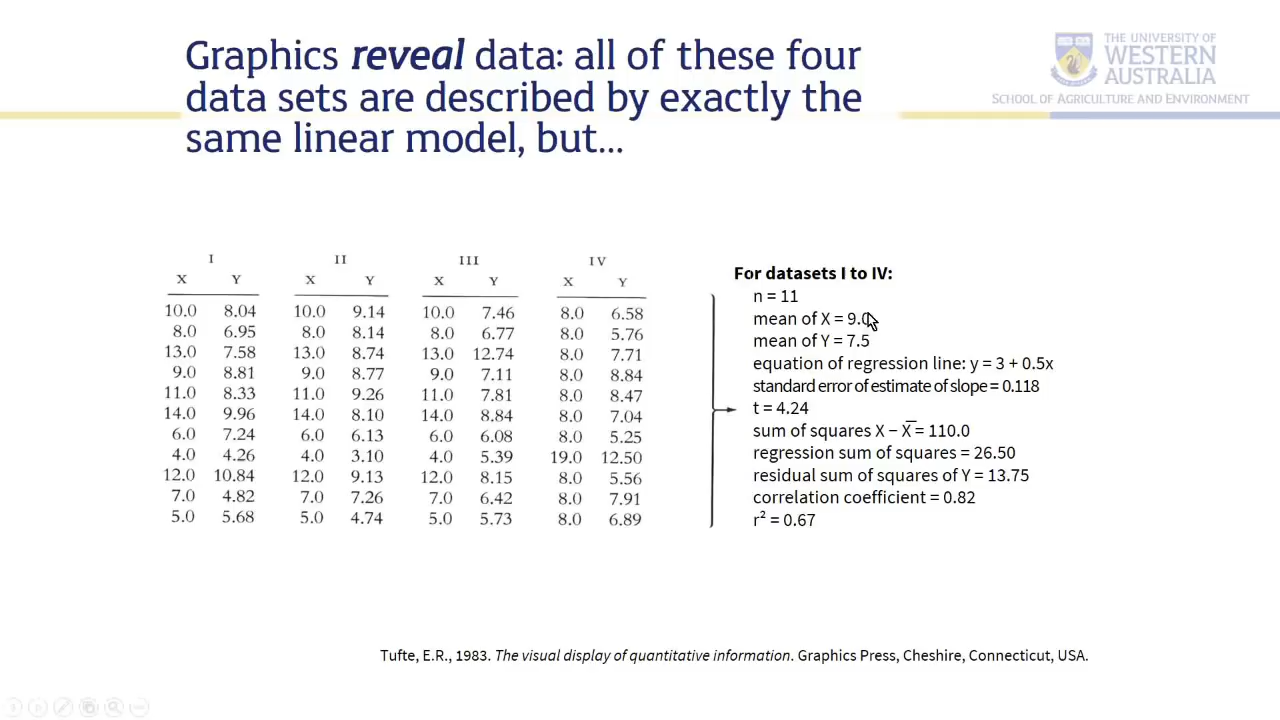 Graphics reveal data: all of these four
data sets are described by exactly the
same linear model, but...
THE UNIVERSITY OF
WESTERN
AUSTRALIA
SCHOOL OF AGRICULTURE AND ENVIRONMENT
I II III IV
X Y X Y X Y X Y
10.0 8.04 10.0 9.14 10.0 7.46 8.0 6.58
8.0 6.95 8.0 8.14 8.0 6.77 8.0 5.76
13.0 7.58 13.0 8.74 13.0 12.74 8.0 7.71
9.0 8.81 9.0 8.77 9.0 7.11 8.0 8.84
11.0 8.33 11.0 9.26 11.0 7.81 8.0 8.47
14.0 9.96 14.0 8.10 14.0 8.84 8.0 7.04
6.0 7.24 6.0 6.13 6.0 6.08 8.0 5.25
4.0 4.26 4.0 3.10 4.0 5.39 19.0 12.50
12.0 10.84 12.0 9.13 12.0 8.15 8.0 5.56
7.0 4.82 7.0 7.26 7.0 6.42 8.0 7.91
5.0 5.68 5.0 4.74 5.0 5.73 8.0 6.89
For datasets I to IV:
n = 11
mean of X = 9.0
mean of Y = 7.5
equation of regression line: y = 3 + 0.5x
standard error of estimate of slope = 0.118
t = 4.24
sum of squares X − X̅ = 110.0
regression sum of squares = 26.50
residual sum of squares of Y = 13.75
correlation coefficient = 0.82
r² = 0.67
Tufte, E.R., 1983. The visual display of quantitative information. Graphics Press, Cheshire, Connecticut, USA.